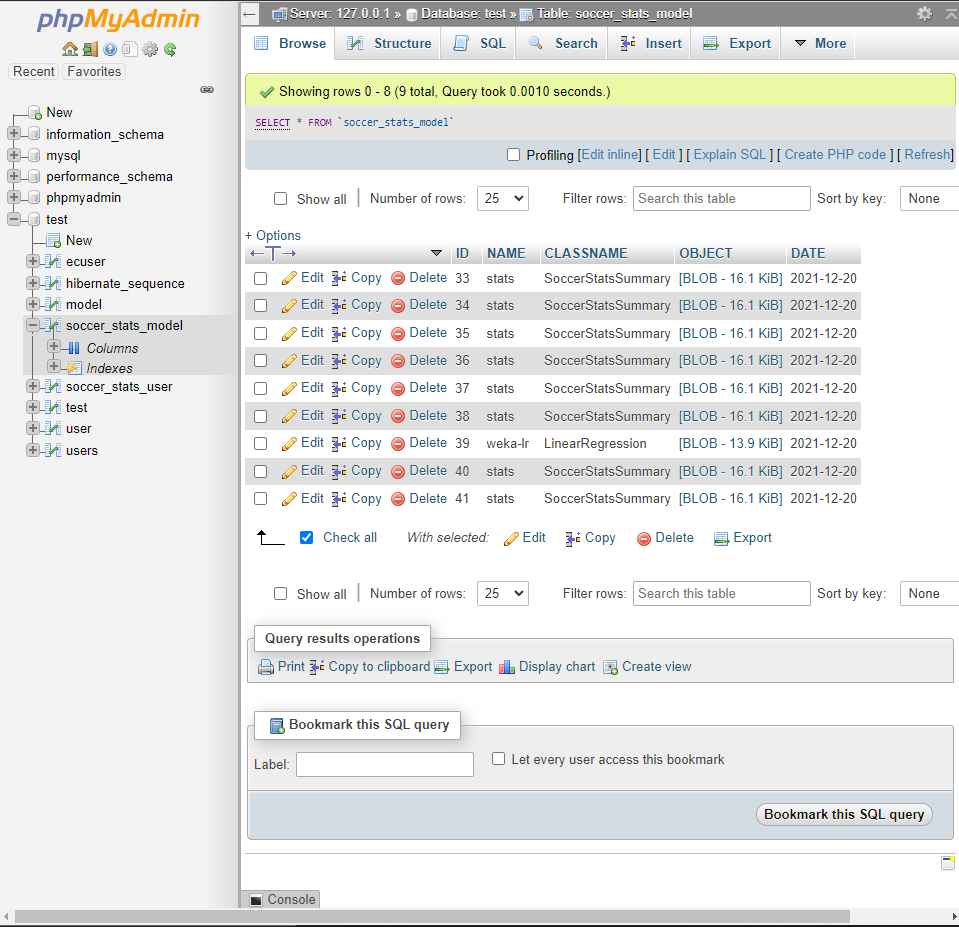 phpMyAdmin
Recent Favorites
New
information_schema
mysql
performance_schema
phpmyadmin
test
New
ecuser
hibernate_sequence
model
soccer_stats_model
Columns
Indexes
soccer_stats_user
test
user
users
Server: 127.0.0.1 » Database: test » Table: soccer_stats_model
Browse Structure SQL Search Insert Export More
Showing rows 0 - 8 (9 total, Query took 0.0010 seconds.)
SELECT * FROM `soccer_stats_model`
Profiling [Edit inline] [ Edit ] [ Explain SQL ] [ Create PHP code ] [ Refresh]
Show all Number of rows: 25 Filter rows: Search this table Sort by key: None
+ Options
←T→ ID NAME CLASSNAME OBJECT DATE
Edit Copy Delete 33 stats SoccerStatsSummary [BLOB - 16.1 KiB] 2021-12-20
Edit Copy Delete 34 stats SoccerStatsSummary [BLOB - 16.1 KiB] 2021-12-20
Edit Copy Delete 35 stats SoccerStatsSummary [BLOB - 16.1 KiB] 2021-12-20
Edit Copy Delete 36 stats SoccerStatsSummary [BLOB - 16.1 KiB] 2021-12-20
Edit Copy Delete 37 stats SoccerStatsSummary [BLOB - 16.1 KiB] 2021-12-20
Edit Copy Delete 38 stats SoccerStatsSummary [BLOB - 16.1 KiB] 2021-12-20
Edit Copy Delete 39 weka-lr LinearRegression [BLOB - 13.9 KiB] 2021-12-20
Edit Copy Delete 40 stats SoccerStatsSummary [BLOB - 16.1 KiB] 2021-12-20
Edit Copy Delete 41 stats SoccerStatsSummary [BLOB - 16.1 KiB] 2021-12-20
Check all With selected: Edit Copy Delete Export
Show all Number of rows: 25 Filter rows: Search this table Sort by key: None
Query results operations
Print Copy to clipboard Export Display chart Create view
Bookmark this SQL query
Label: Let every user access this bookmark
Bookmark this SQL query
Console